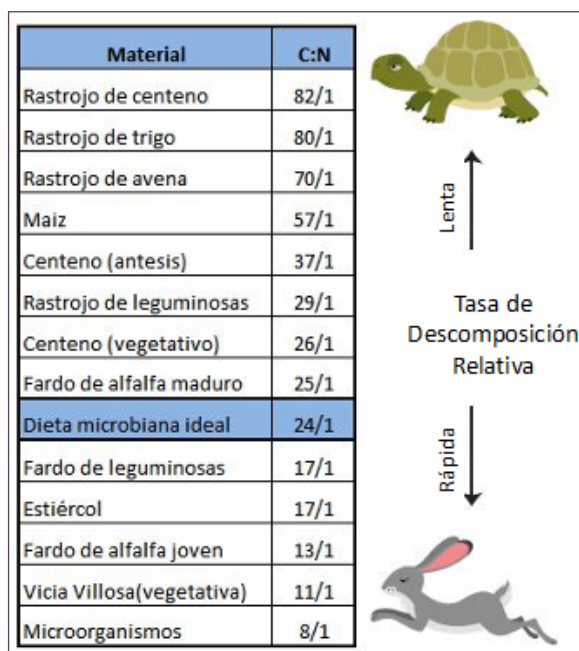 Material C:N
Rastrojo de centeno 82/1
Rastrojo de trigo 80/1
Rastrojo de avena 70/1
Maiz 57/1
Centeno (antesis) 37/1
Rastrojo de leguminosas 29/1
Centeno (vegetativo) 26/1
Fardo de alfalfa maduro 25/1
Dieta microbiana ideal 24/1
Fardo de leguminosas 17/1
Estiércol 17/1
Fardo de alfalfa joven 13/1
Vicia Villosa(vegetativa) 11/1
Microorganismos 8/1
Lenta
Tasa de
Descomposición
Relativa
Rápida